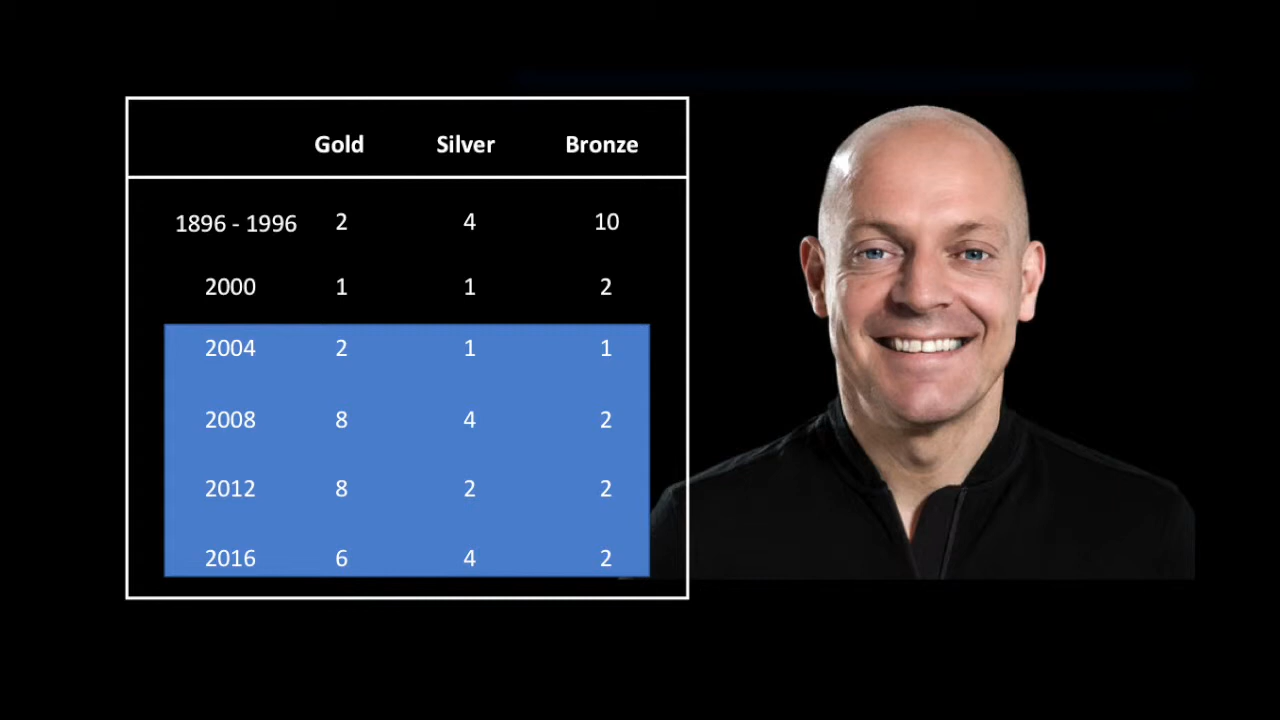 Gold Silver Bronze
1896 - 1996 2 4 10
2000 1 1 2
2004 2 1 1
2008 8 4 2
2012 8 2 2
2016 6 4 2